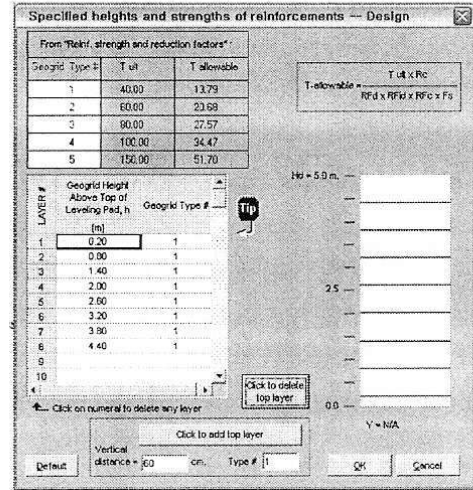 Specified heights and strengths of reinforcements -- Design
From "Reinf. strength and reduction factors" :
Geogrid Type # T ult T allowable
1 40.00 13.79
2 60.00 23.68
3 80.00 27.57
4 100.00 34.47
5 150.00 51.70
T-allowable = T ult x Rc
RFd x RFid x RFc x Fs
LAYER #
Geogrid Height
Above Top of
Leveling Pad, h
[m]
Geogrid Type #
1 0.20 1
2 0.80 1
3 1.40 1
4 2.00 1
5 2.60 1
6 3.20 1
7 3.80 1
8 4.40 1
9
10
Tip
Hd = 5.0 m.
2.5
0.0
Y = N/A
Click to delete
top layer
Click on numeral to delete any layer
Click to add top layer
Vertical
distance = 60 cm. Type # 1
Default
OK
Cancel